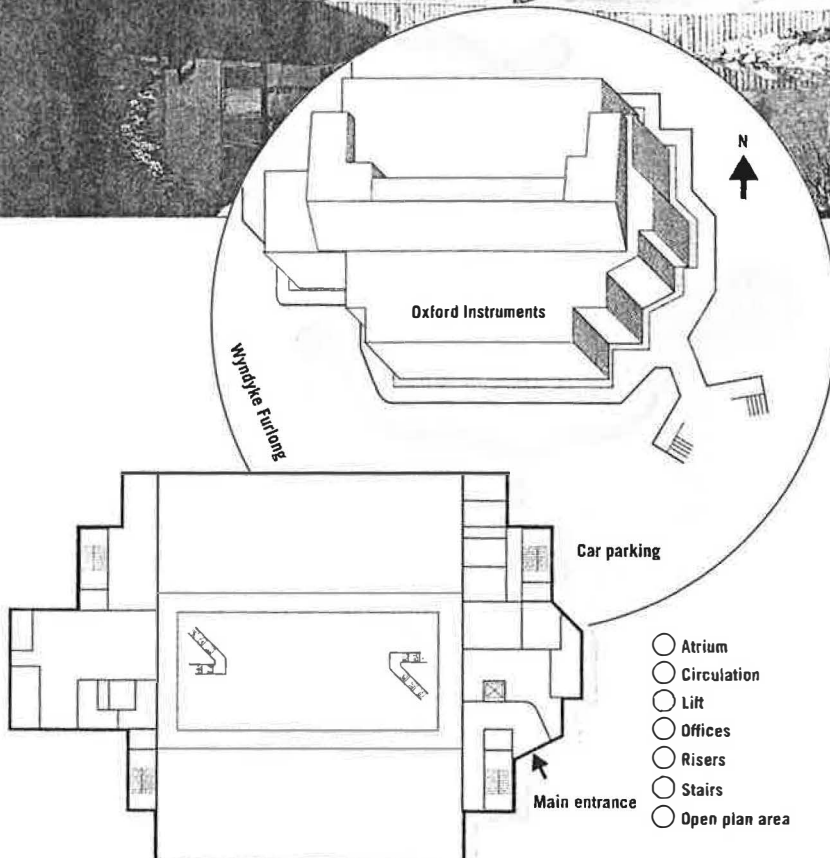 N
Oxford Instruments
Wyndyke Furlong
Car parking
Main entrance
Atrium
Circulation
Lift
Offices
Risers
Stairs
Open plan area